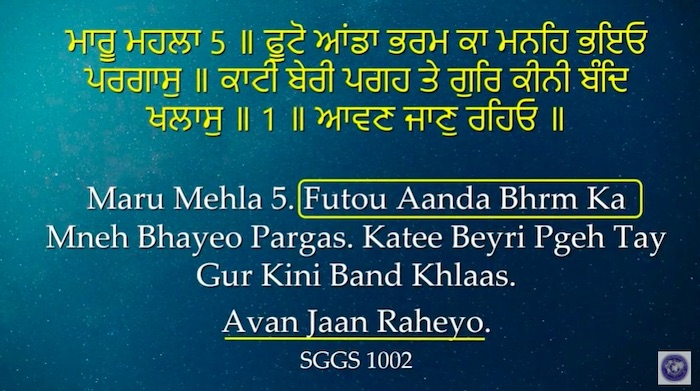 ਮਾਰੂ ਮਹਲਾ 5 ॥ ਫੂਟੋ ਆਂਡਾ ਭਰਮ ਕਾ ਮਨਹਿ ਭਇਓ
ਪਰਗਾਸੁ ॥ ਕਾਟੀ ਬੇਰੀ ਪਗਹ ਤੇ ਗੁਰਿ ਕੀਨੀ ਬੰਦਿ
ਖਲਾਸੁ ॥ 1 ॥ ਆਵਣ ਜਾਣੁ ਰਹਿਓ ॥
Maru Mehla 5. Futou Aanda Bhrm Ka
Mneh Bhayeo Pargas. Katee Beyri Pgeh Tay
Gur Kini Band Khlaas.
Avan Jaan Raheyo.
SGGS 1002